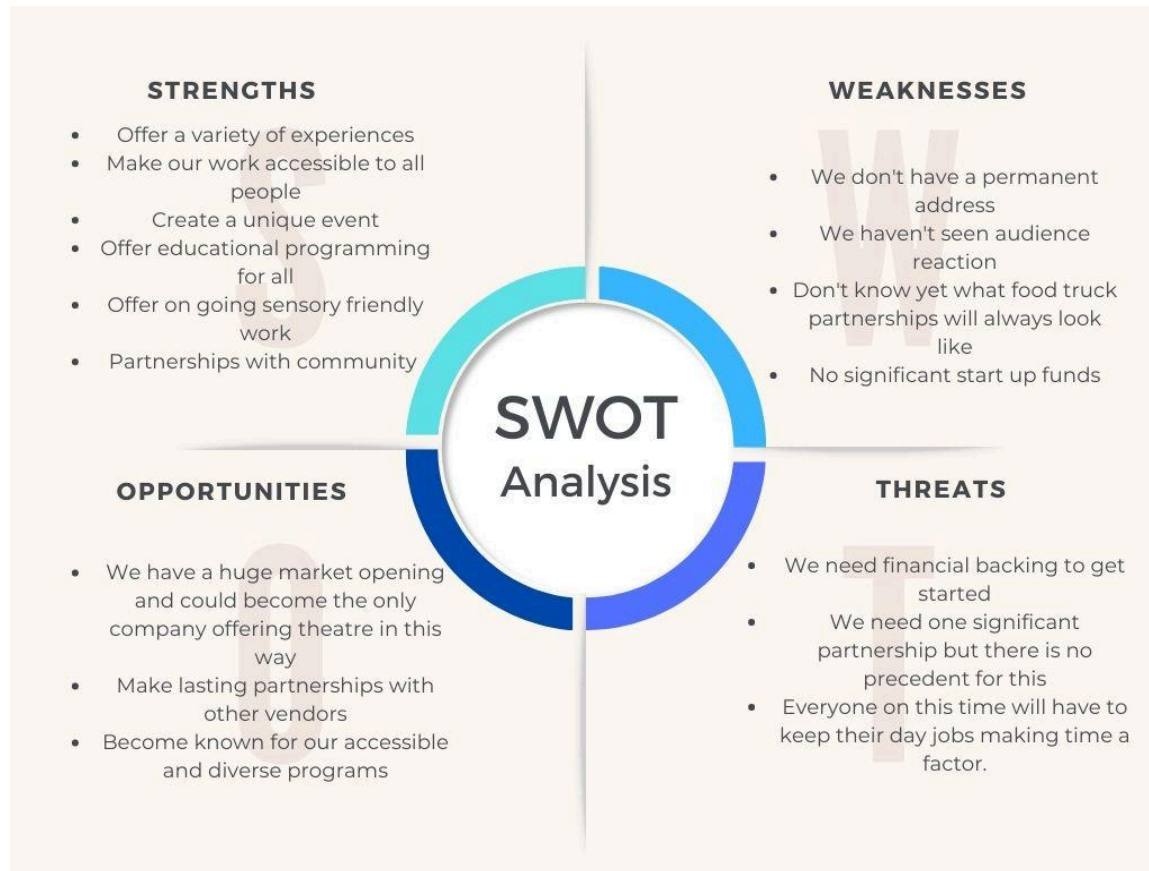 STRENGTHS
• Offer a variety of experiences
• Make our work accessible to all
people
• Create a unique event
• Offer educational programming
for all
• Offer on going sensory friendly
work
• Partnerships with community
WEAKNESSES
• We don't have a permanent
address
• We haven't seen audience
reaction
• Don't know yet what food truck
partnerships will always look
like
• No significant start up funds
SWOT
Analysis
OPPORTUNITIES
• We have a huge market opening
and could become the only
company offering theatre in this
way
• Make lasting partnerships with
other vendors
• Become known for our accessible
and diverse programs
THREATS
• We need financial backing to get
started
• We need one significant
partnership but there is no
precedent for this
• Everyone on this time will have to
keep their day jobs making time a
factor.
S
W
O
T